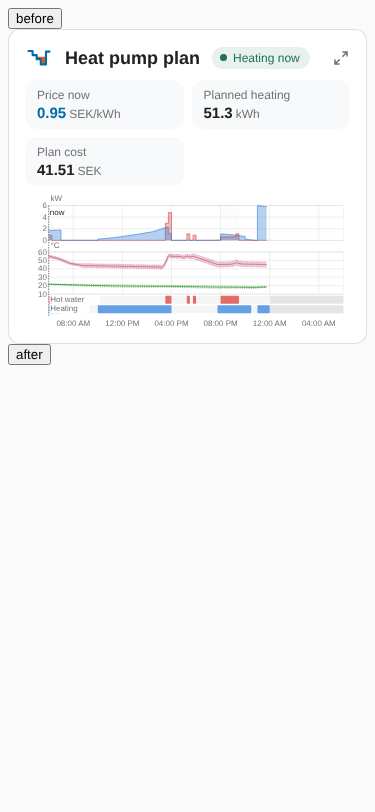 before
Heat pump plan
Heating now
Price now
0.95 SEK/kWh
Planned heating
51.3 kWh
Plan cost
41.51 SEK
kW
6
now
4
2
0
°C
60
50
40
30
20
10
Hot water
Heating
08:00 AM 12:00 PM 04:00 PM 08:00 PM 12:00 AM 04:00 AM
after